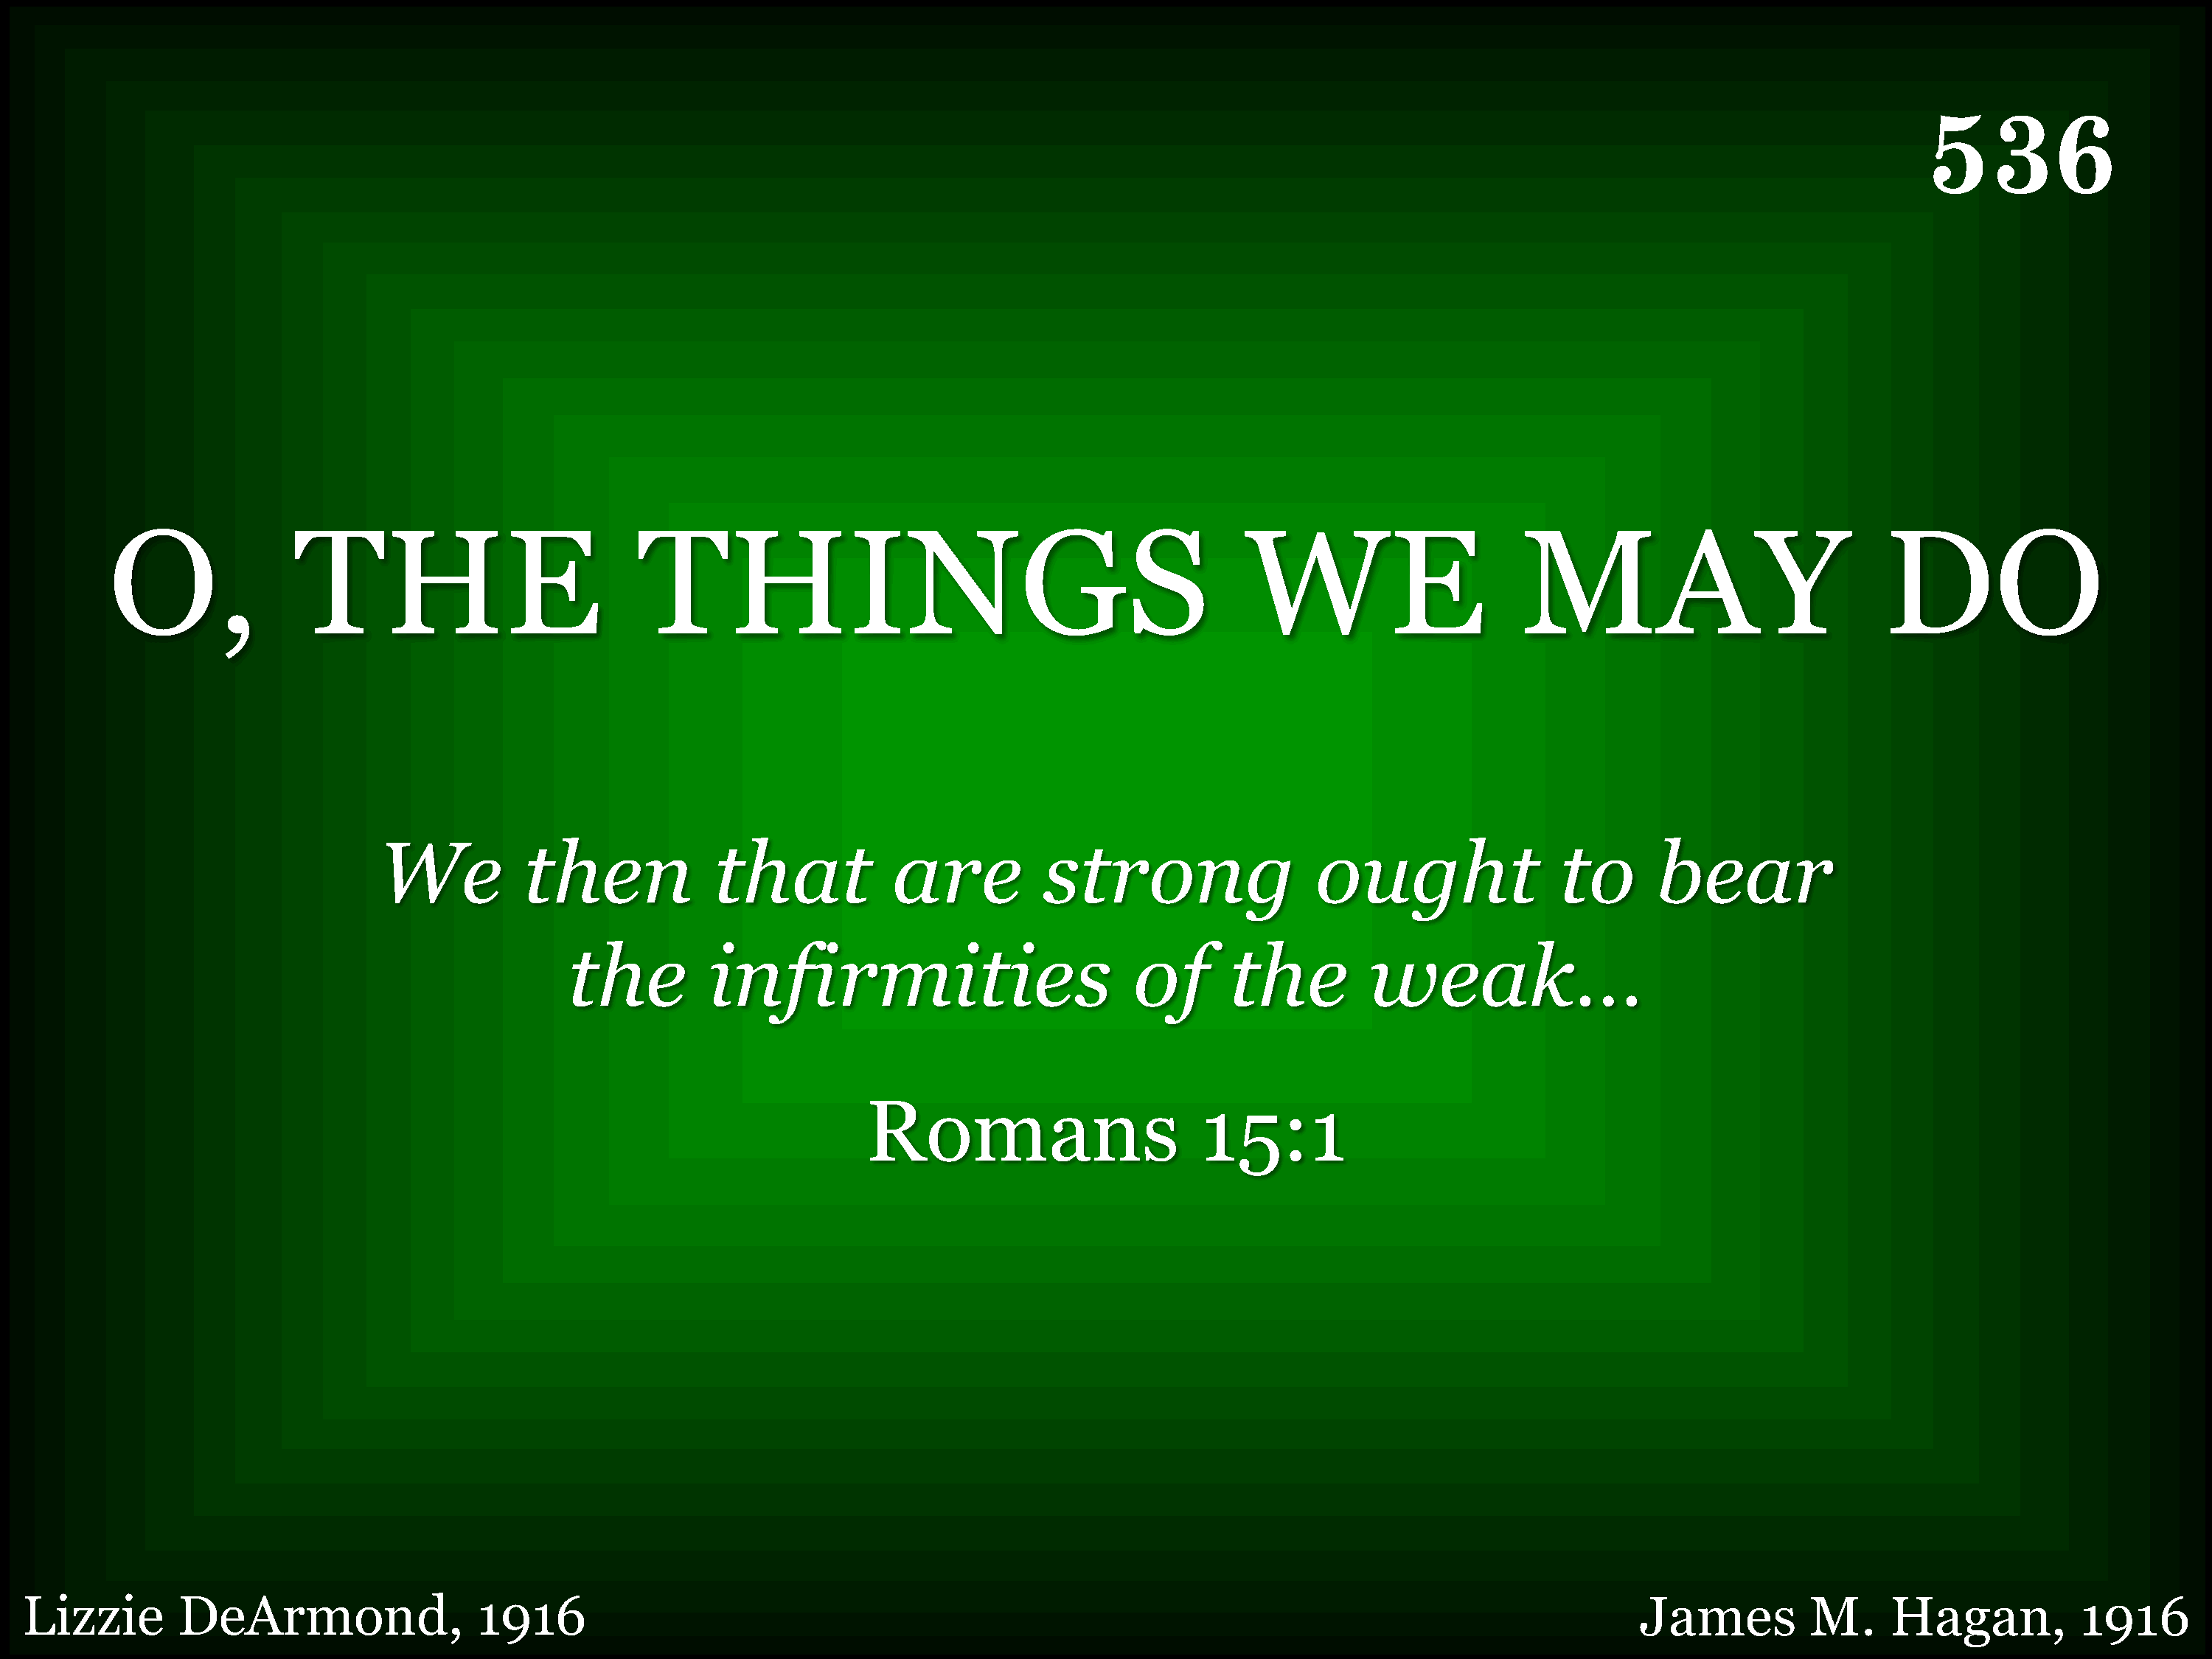 536
O, THE THINGS WE MAY DO
We then that are strong ought to bear
the infirmities of the weak...
Romans 15:1
Lizzie DeArmond, 1916
James M. Hagan, 1916